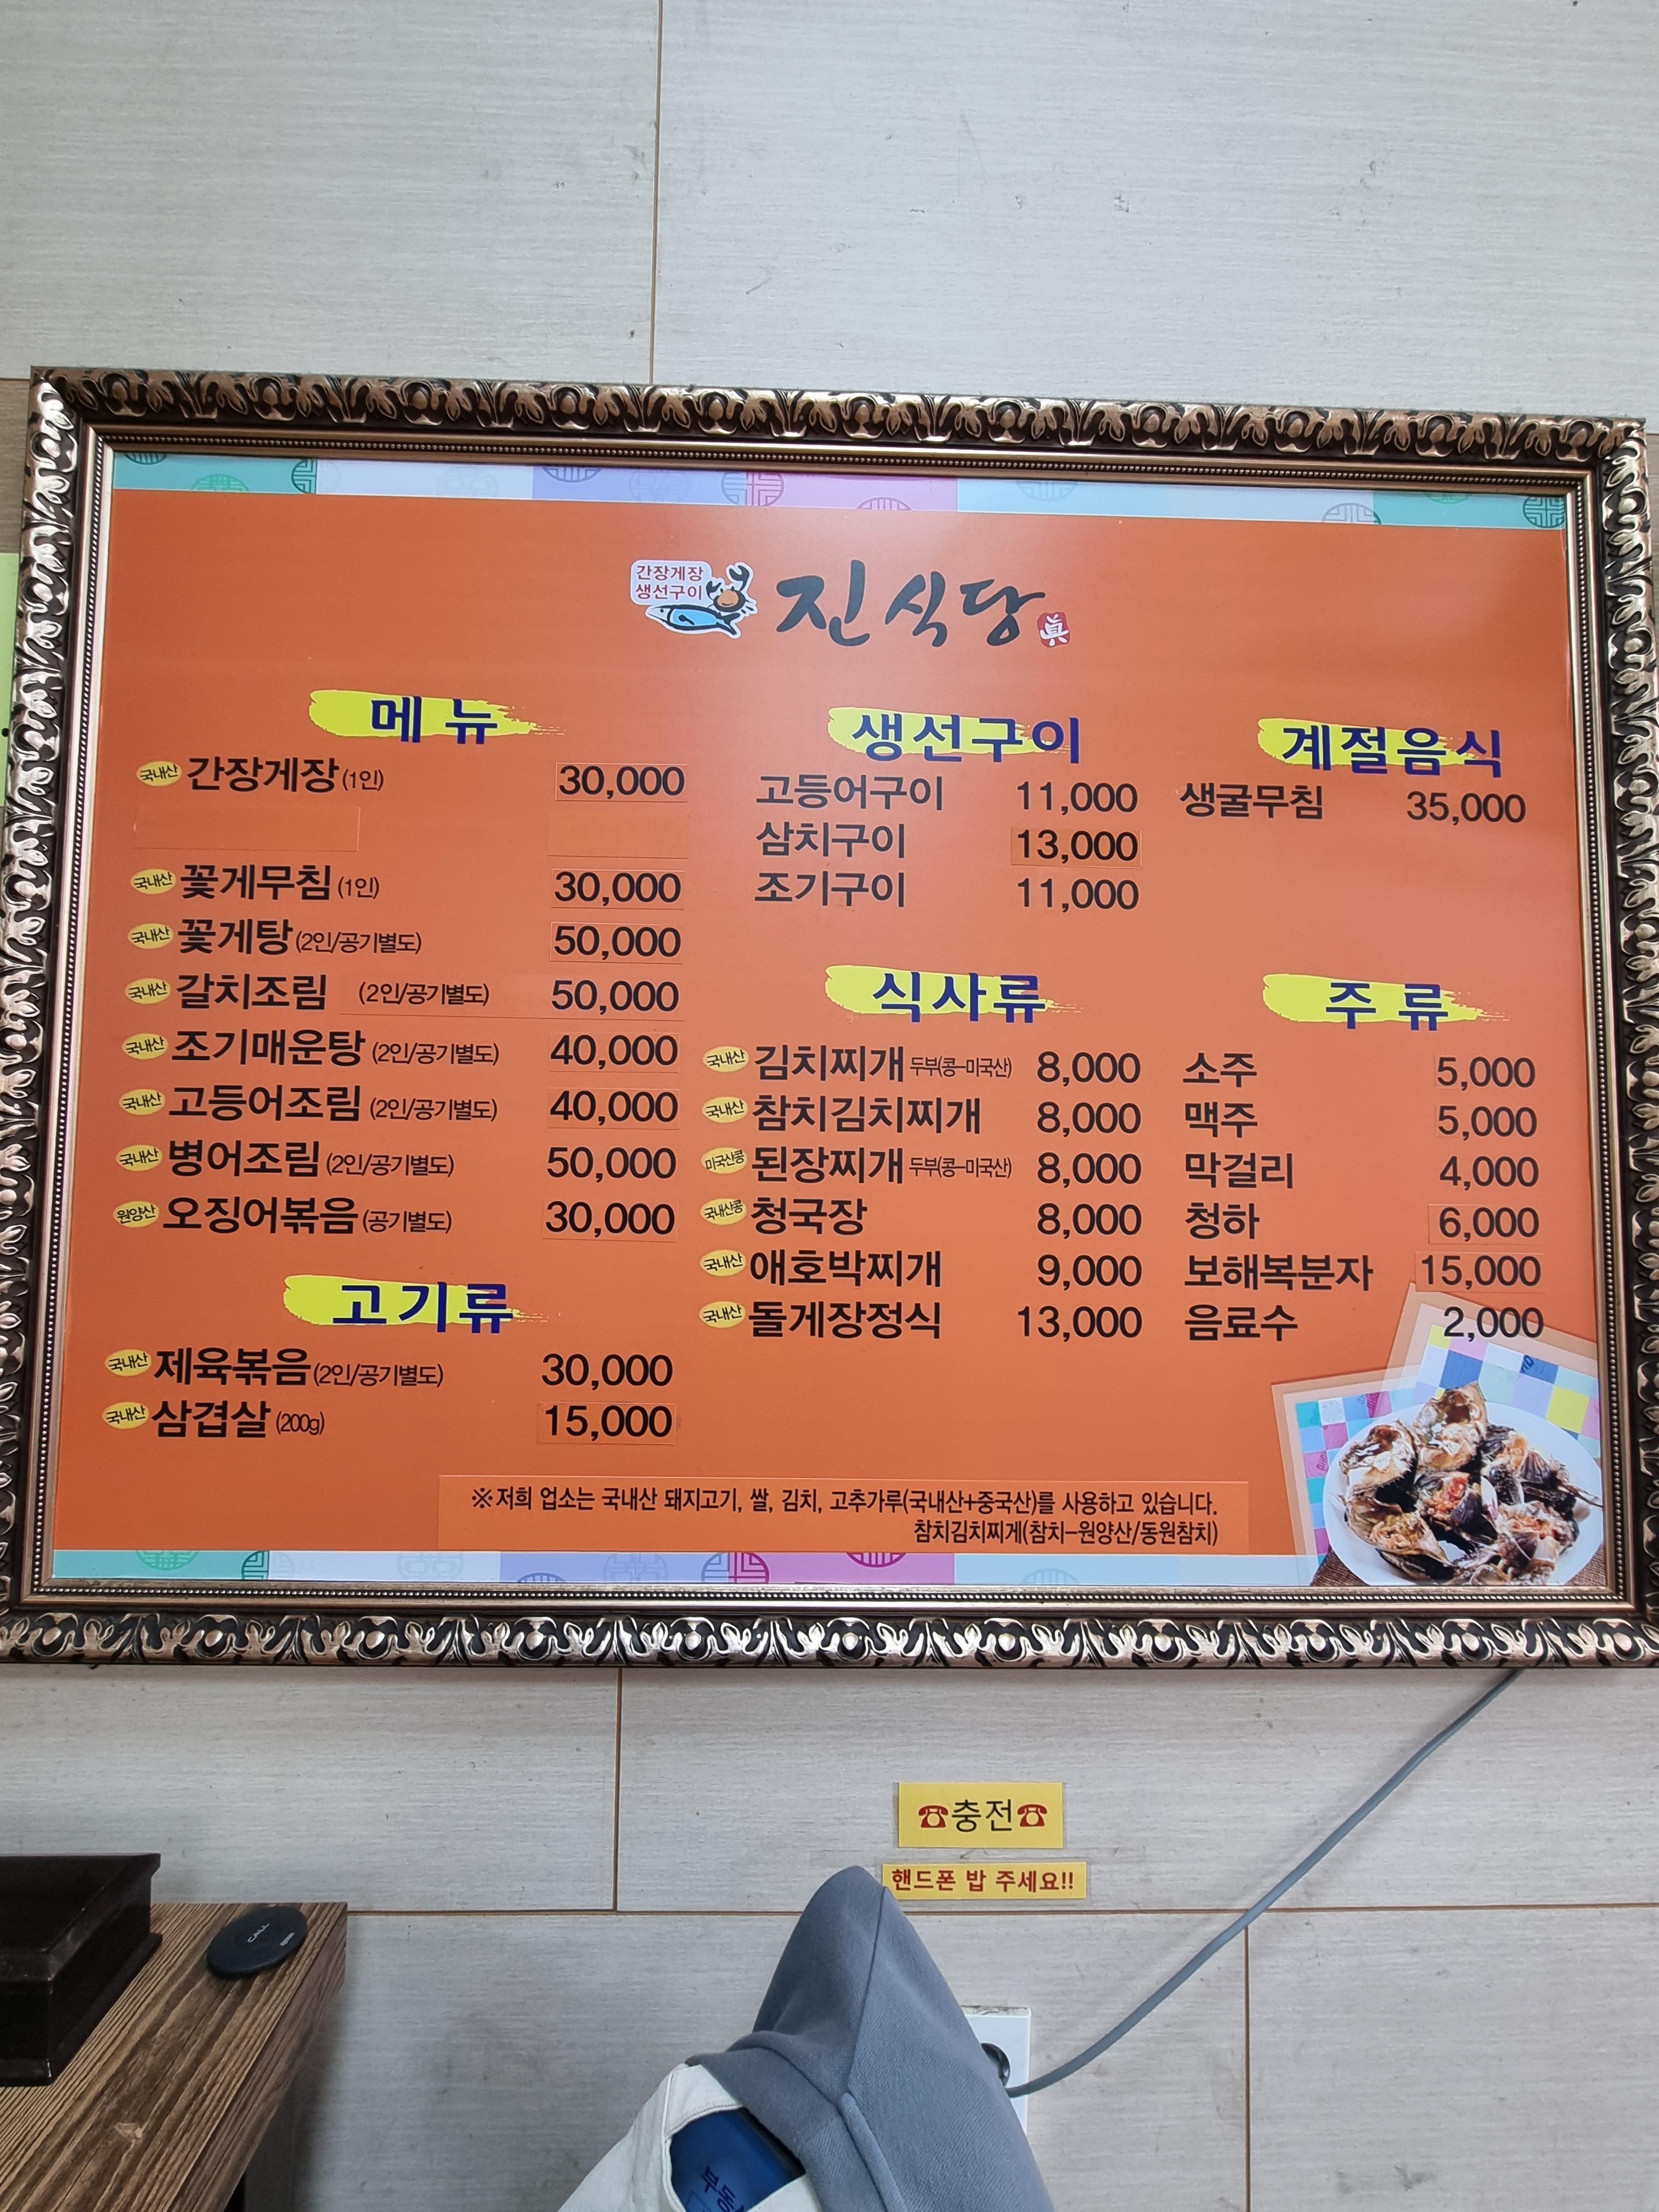 간장게장
생선구이
진식당 眞
메뉴
국내산 간장게장(1인) 30,000
국내산 꽃게무침(1인) 30,000
국내산 꽃게탕(2인/공기별도) 50,000
국내산 갈치조림 (2인/공기별도) 50,000
국내산 조기매운탕(2인/공기별도) 40,000
국내산 고등어조림(2인/공기별도) 40,000
국내산 병어조림(2인/공기별도) 50,000
원양산 오징어볶음(공기별도) 30,000
고기류
국내산 제육볶음(2인/공기별도) 30,000
국내산 삼겹살(200g) 15,000
생선구이
고등어구이 11,000
삼치구이 13,000
조기구이 11,000
식사류
국내산 김치찌개 두부(콩-미국산) 8,000
국내산 참치김치찌개 8,000
미국산콩 된장찌개 두부(콩-미국산) 8,000
국내산콩 청국장 8,000
국내산 애호박찌개 9,000
국내산 돌게장정식 13,000
계절음식
생굴무침 35,000
주류
소주 5,000
맥주 5,000
막걸리 4,000
청하 6,000
보해복분자 15,000
음료수 2,000
※저희 업소는 국내산 돼지고기, 쌀, 김치, 고추가루(국내산+중국산)를 사용하고 있습니다.
참치김치찌게(참치-원양산/동원참치)
☎충전☎
핸드폰 밥 주세요!!
CALL